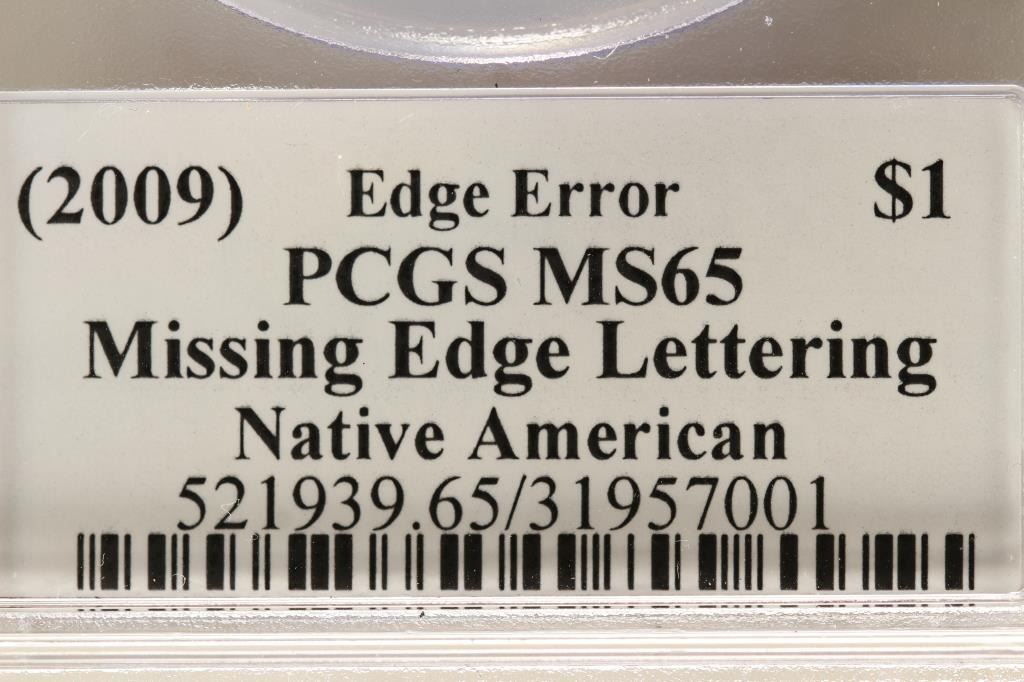 (2009) Edge Error $1
PCGS MS65
Missing Edge Lettering
Native American
521939.65/31957001